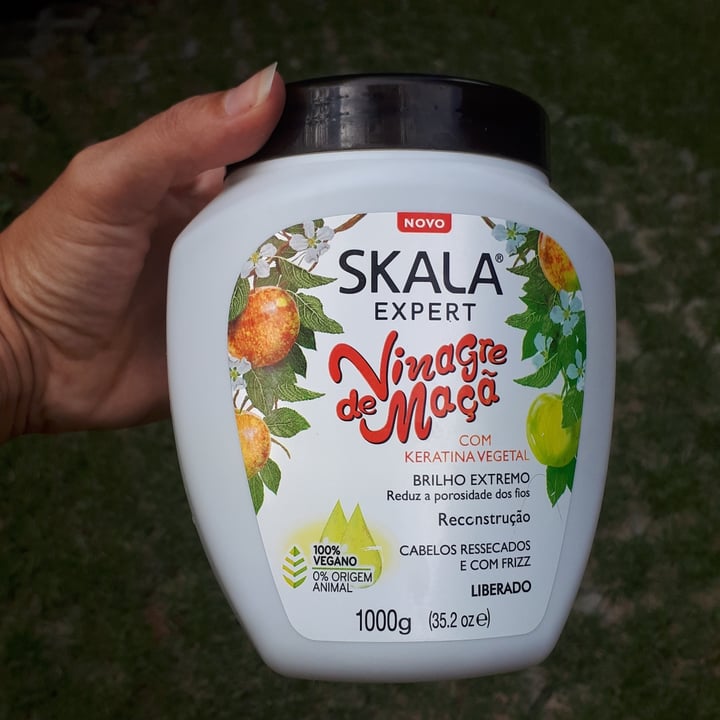 NOVO
SKALA®
EXPERT
Vinagre
de Maçã
COM
KERATINA VEGETAL
BRILHO EXTREMO
Reduz a porosidade dos fios
Reconstrução
CABELOS RESSECADOS
E COM FRIZZ
LIBERADO
100%
VEGANO
0% ORIGEM
ANIMAL
1000g (35.2 oz℮)